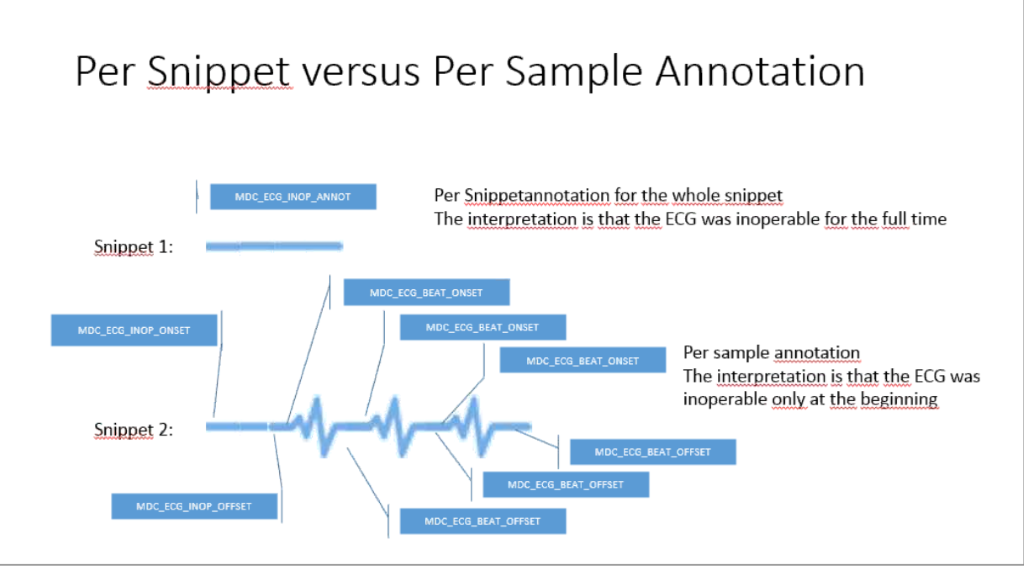 Per Snippet versus Per Sample Annotation
MDC_ECG_INOP_ANNOT
Per Snippetannotation for the whole snippet
The interpretation is that the ECG was inoperable for the full time
Snippet 1:
MDC_ECG_BEAT_ONSET
MDC_ECG_INOP_ONSET
MDC_ECG_BEAT_ONSET
MDC_ECG_BEAT_ONSET
Per sample annotation
The interpretation is that the ECG was
inoperable only at the beginning
Snippet 2:
MDC_ECG_BEAT_OFFSET
MDC_ECG_BEAT_OFFSET
MDC_ECG_INOP_OFFSET
MDC_ECG_BEAT_OFFSET